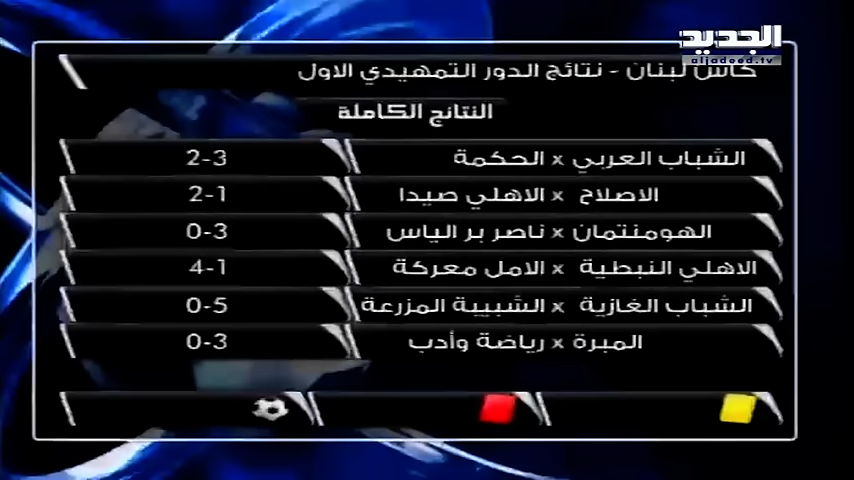 الجديد
aljadeed.tv
كأس لبنان - نتائج الدور التمهيدي الاول
النتائج الكاملة
الشباب العربي x الحكمة 2-3
الاصلاح x الاهلي صيدا 2-1
الهومنتمان x ناصر بر الياس 0-3
الاهلي النبطية x الامل معركة 4-1
الشباب الغازية x الشبيبة المزرعة 0-5
المبرة x رياضة وأدب 0-3